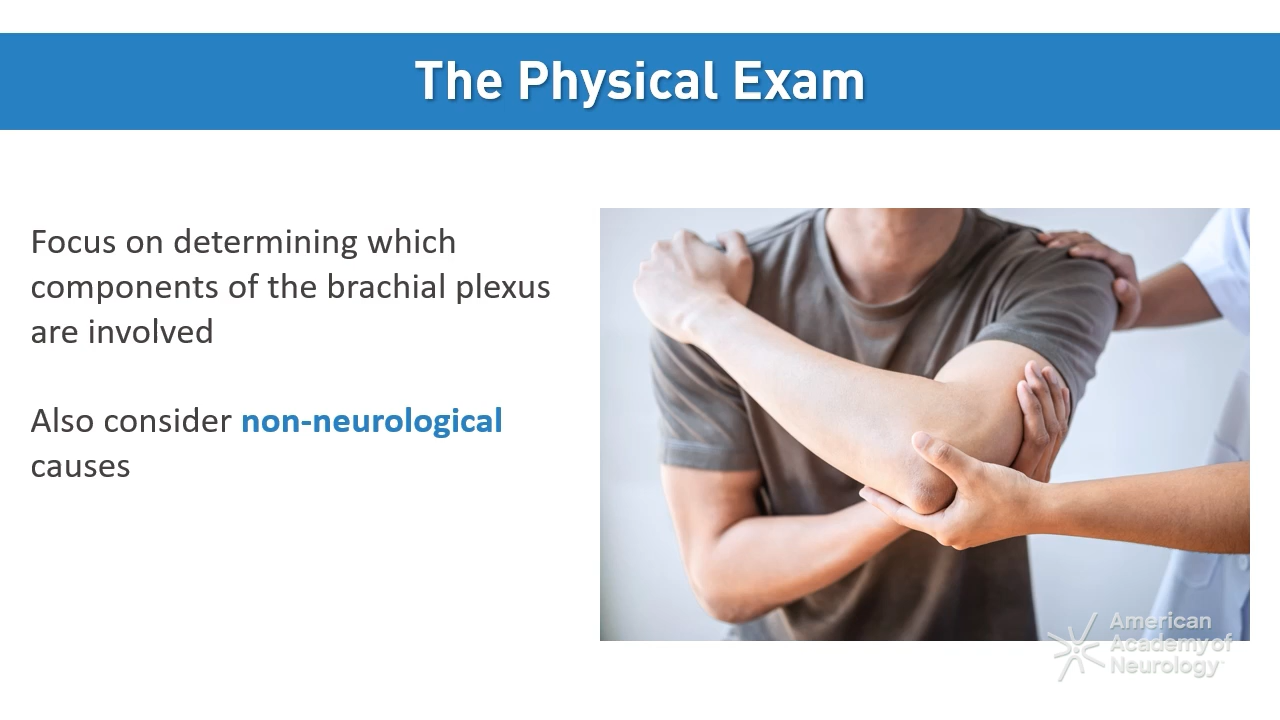 The Physical Exam
Focus on determining which
components of the brachial plexus
are involved
Also consider non-neurological
causes
American
Academy of
Neurology